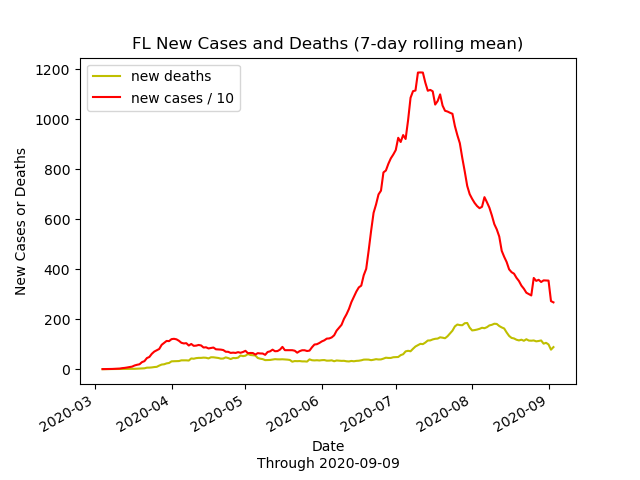 FL New Cases and Deaths (7-day rolling mean)
new deaths
new cases / 10
New Cases or Deaths
1200
1000
800
600
400
200
0
2020-03
2020-04
2020-05
2020-06
2020-07
2020-08
2020-09
Date
Through 2020-09-09